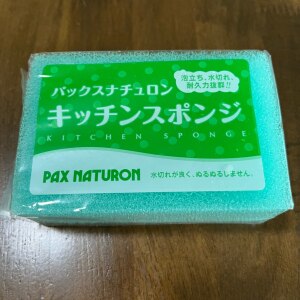 泡立ち、水切れ、
耐久力抜群!!
パックスナチュロン
キッチンスポンジ
KITCHEN SPONGE
PAX NATURON
水切れが良く、ぬるぬるしません。